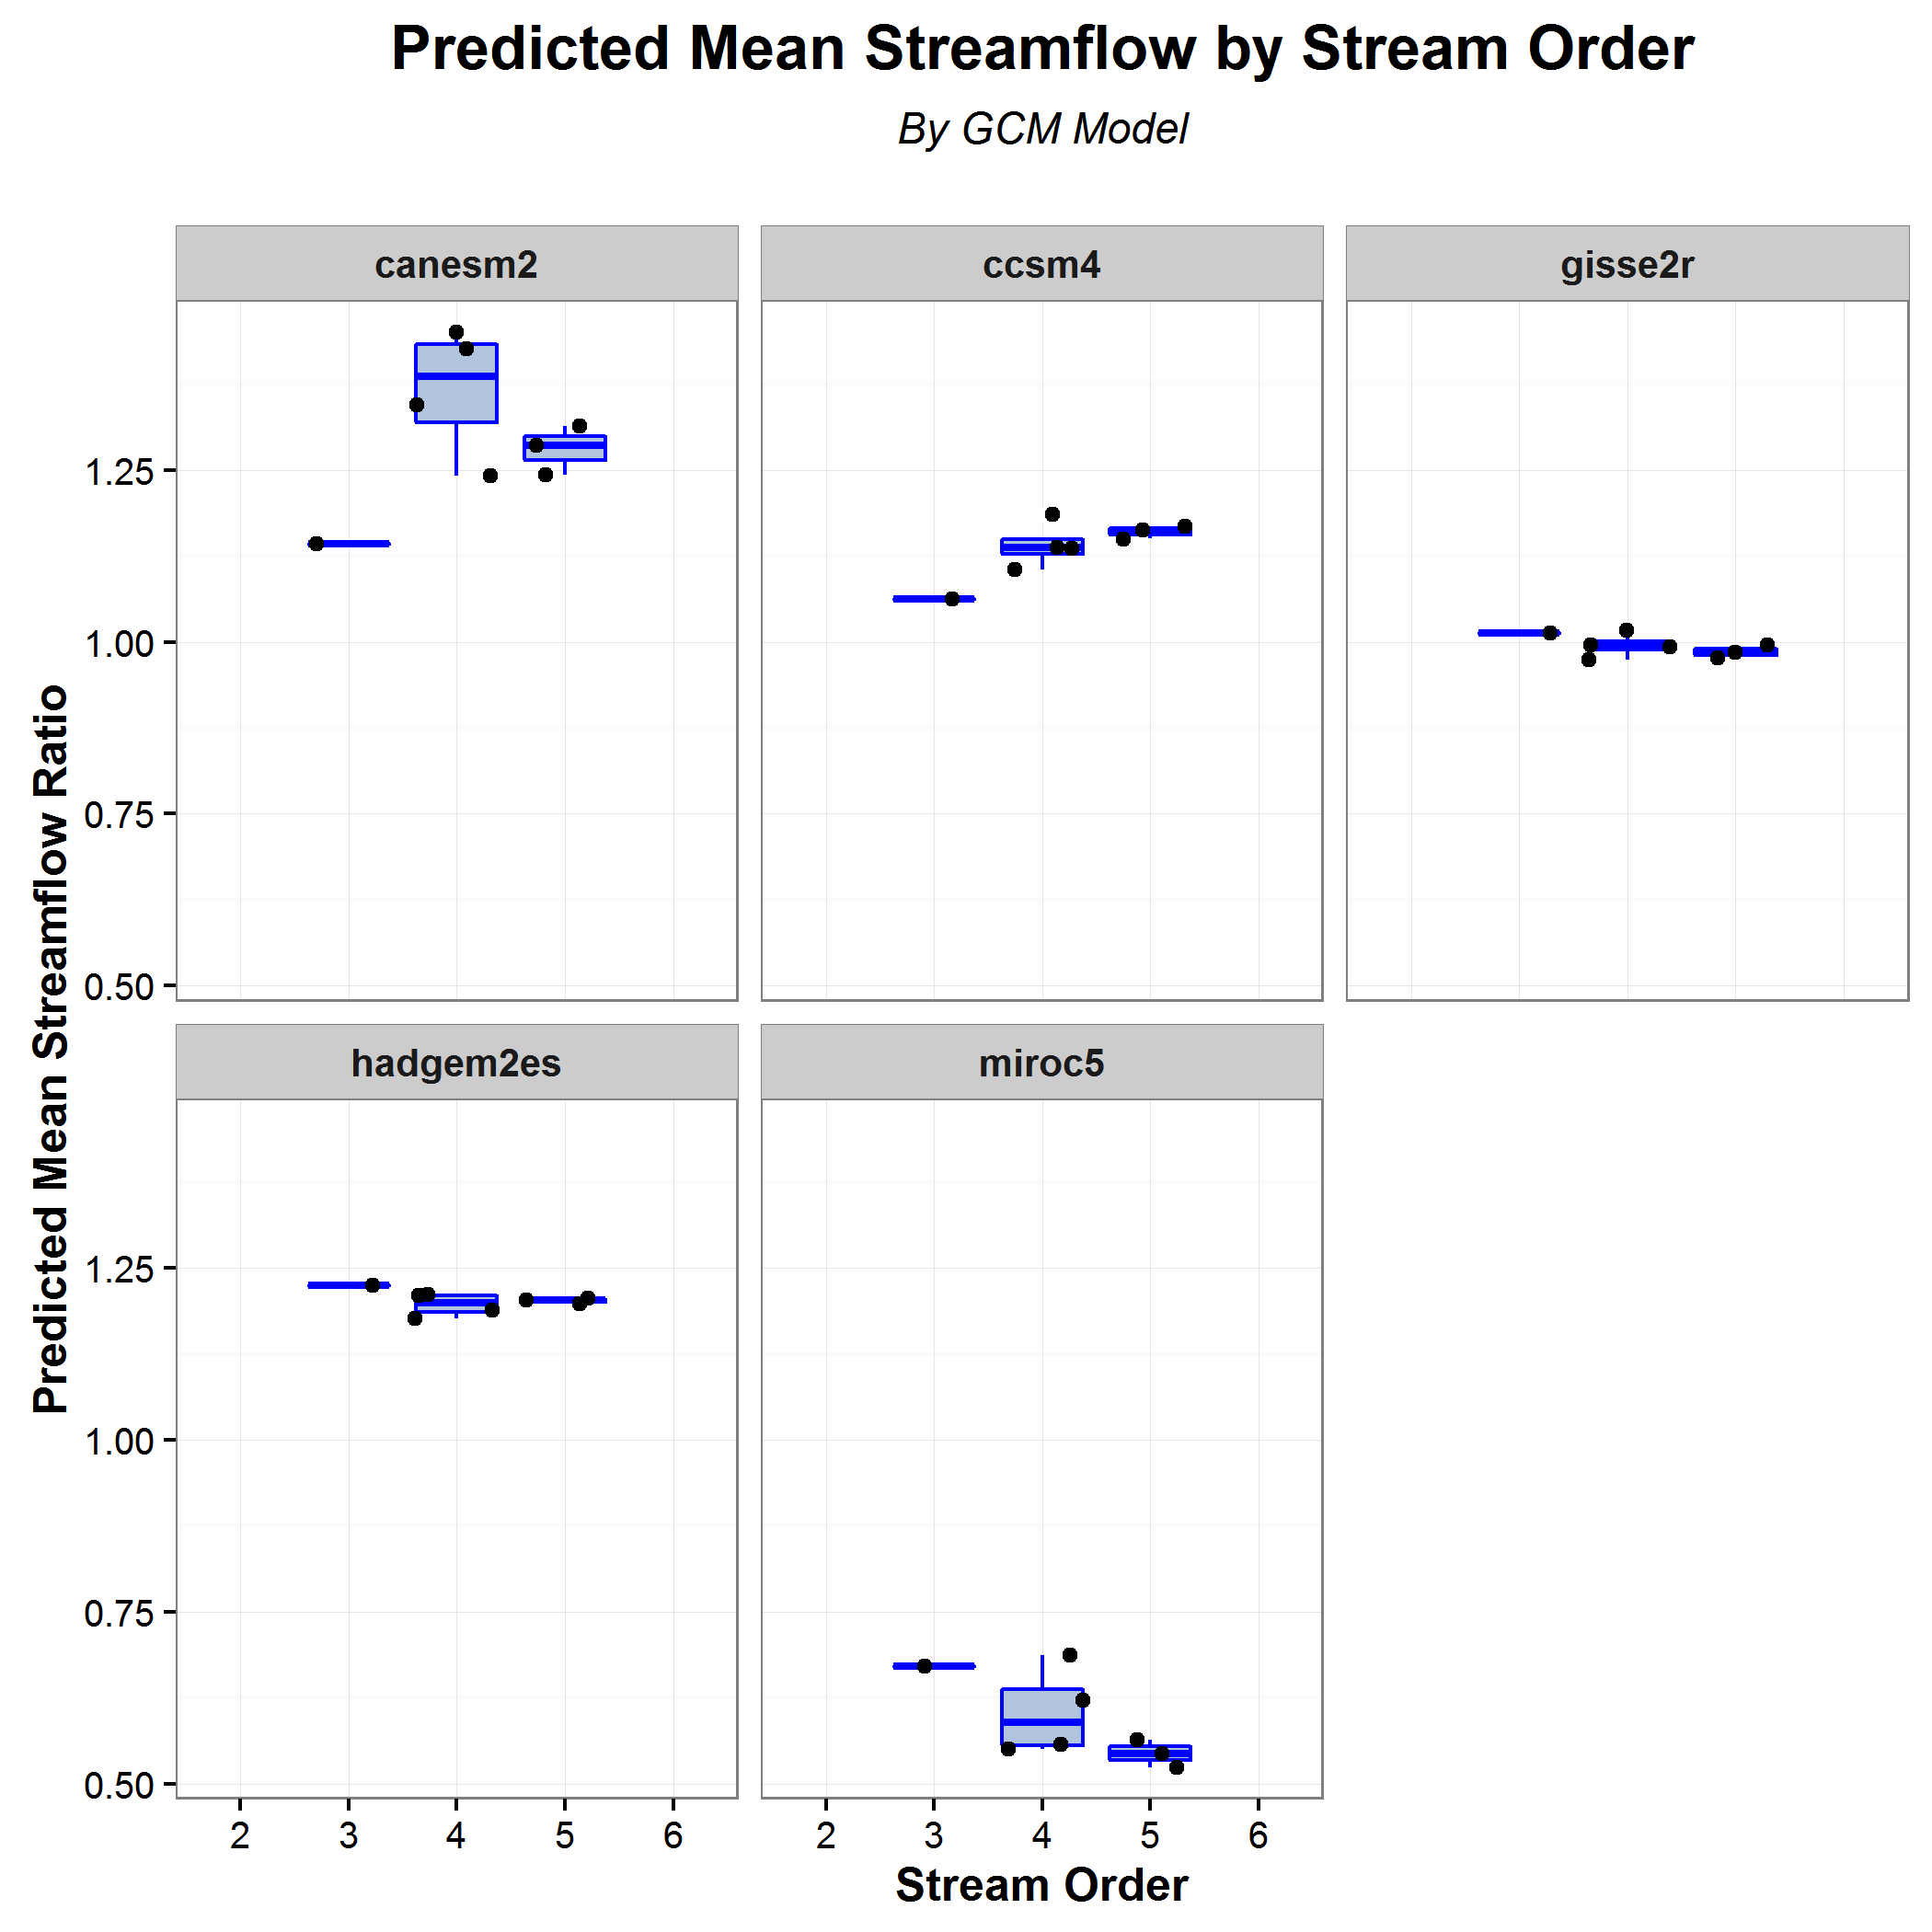 Predicted Mean Streamflow by Stream Order
By GCM Model
canesm2
ccsm4
gisse2r
Predicted Mean Streamflow Ratio
1.25
1.00
0.75
0.50
hadgem2es
miroc5
1.25
1.00
0.75
0.50
2 3 4 5 6
2 3 4 5 6
Stream Order